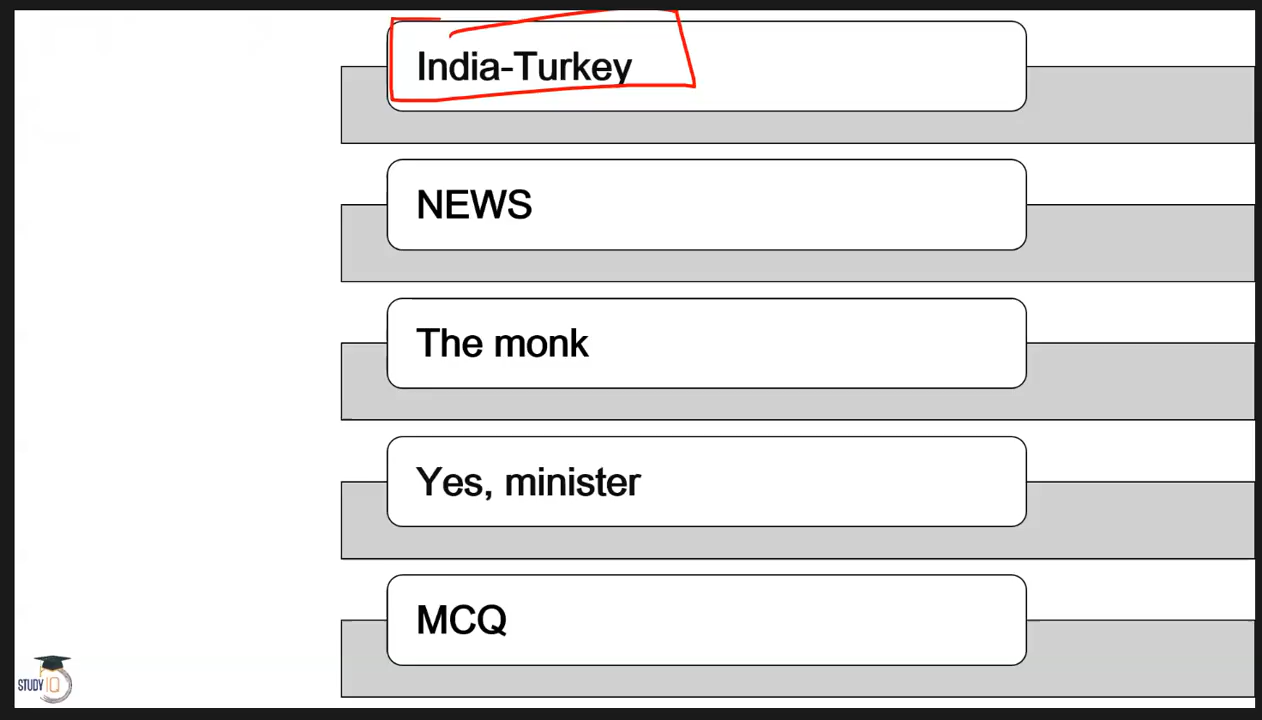 India-Turkey
NEWS
The monk
Yes, minister
MCQ
STUDY IQ